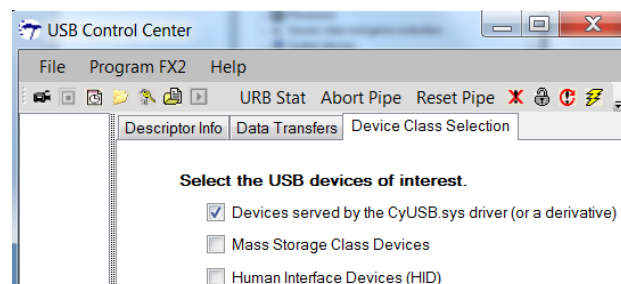 USB Control Center
File Program FX2 Help
URB Stat Abort Pipe Reset Pipe
Descriptor Info Data Transfers Device Class Selection
Select the USB devices of interest.
Devices served by the CyUSB.sys driver (or a derivative)
Mass Storage Class Devices
Human Interface Devices (HID)